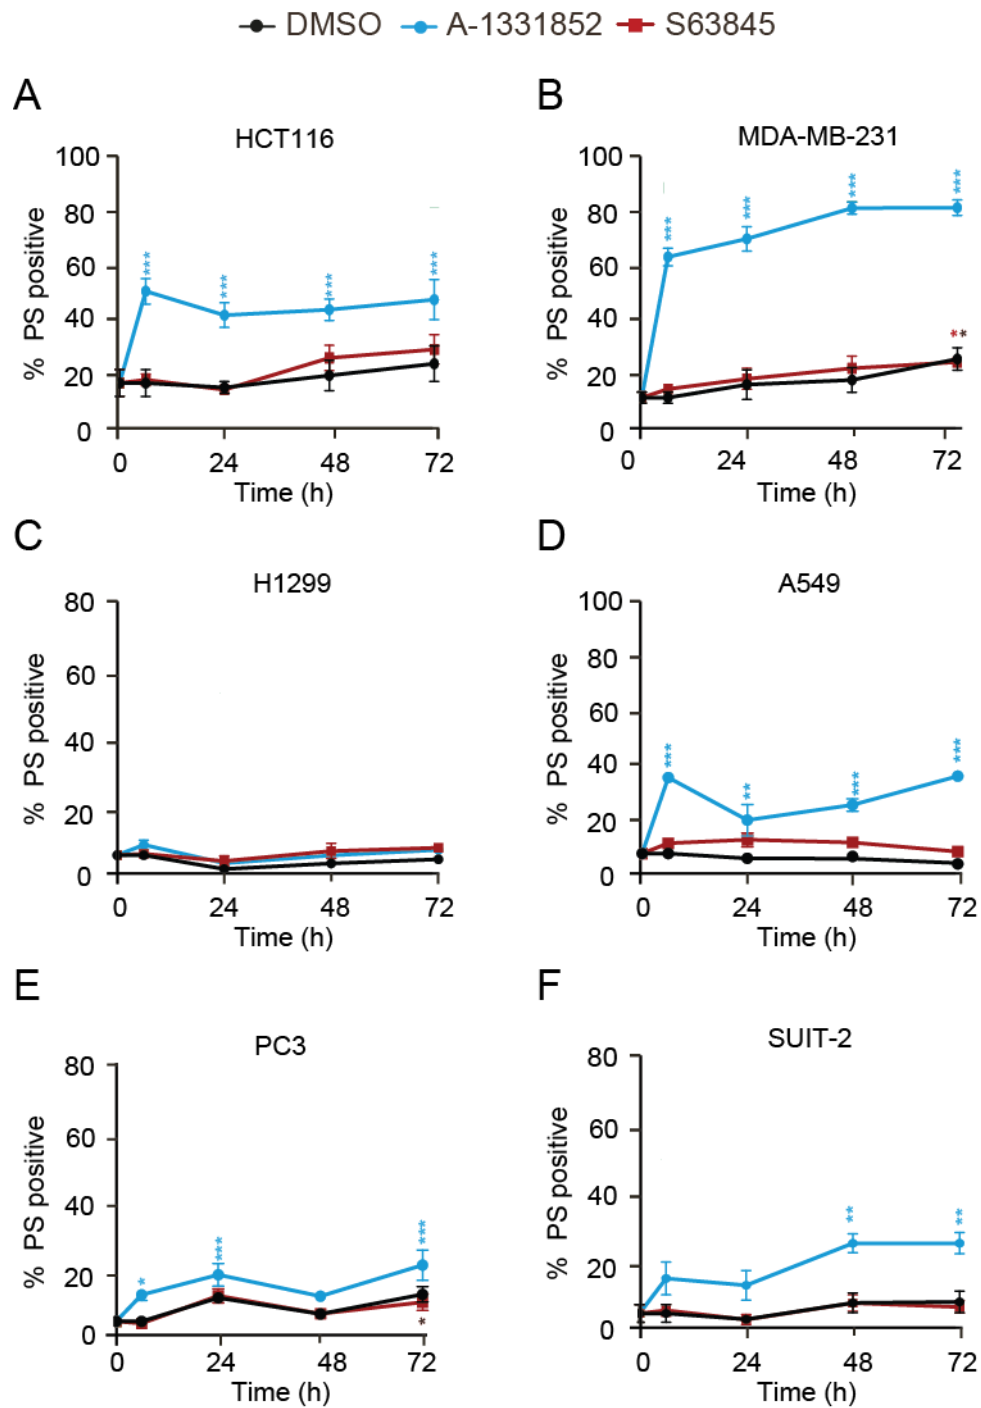 DMSO A-1331852 S63845
A B
HCT116 MDA-MB-231
100 100
80 80
60 60
40 40
20 20
0 0
% PS positive % PS positive
*** *** *** *** *** *** *** ***
* *
0 24 48 72 0 24 48 72
Time (h) Time (h)
C D
H1299 A549
80 100
60 80
40 60
20 40
0 20
0
% PS positive % PS positive
*** ** *** ***
0 24 48 72 0 24 48 72
Time (h) Time (h)
E F
PC3 SUIT-2
80 80
60 60
40 40
20 20
0 0
% PS positive % PS positive
* *** *** ** **
*
0 24 48 72 0 24 48 72
Time (h) Time (h)